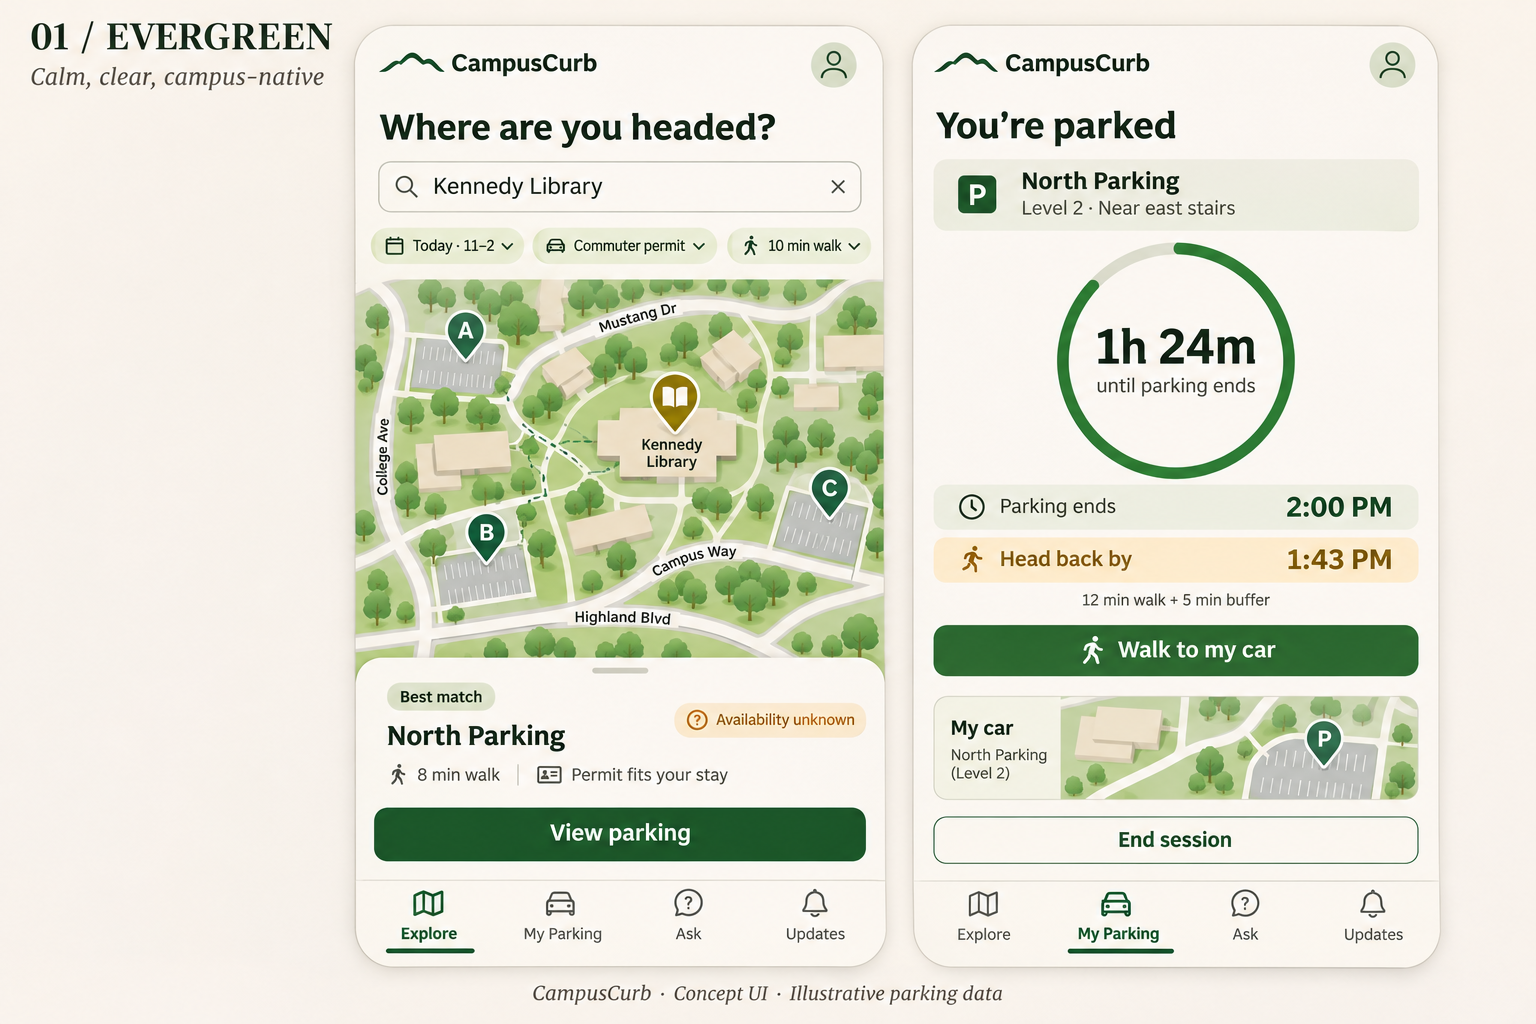 01 / EVERGREEN
Calm, clear, campus-native
CampusCurb
Where are you headed?
Kennedy Library
Today · 11–2
Commuter permit
10 min walk
A
Mustang Dr
College Ave
Kennedy
Library
C
B
Campus Way
Highland Blvd
Best match
North Parking
? Availability unknown
8 min walk
Permit fits your stay
View parking
Explore
My Parking
? Ask
Updates
CampusCurb
You’re parked
P
North Parking
Level 2 · Near east stairs
1h 24m
until parking ends
Parking ends
2:00 PM
Head back by
1:43 PM
12 min walk + 5 min buffer
Walk to my car
My car
North Parking
(Level 2)
P
End session
Explore
My Parking
? Ask
Updates
CampusCurb · Concept UI · Illustrative parking data